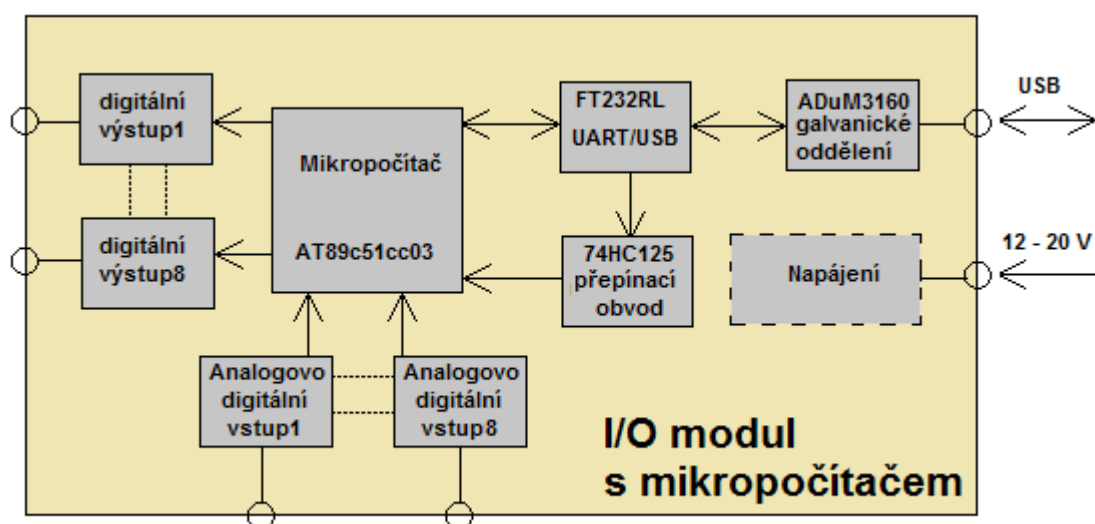 digitální
výstup1
digitální
výstup8
Mikropočítač
AT89c51cc03
FT232RL
UART/USB
ADuM3160
galvanické
oddělení
USB
74HC125
přepínací
obvod
Napájení
12 - 20 V
Analogovo
digitální
vstup1
Analogovo
digitální
vstup8
I/O modul
s mikropočítačem